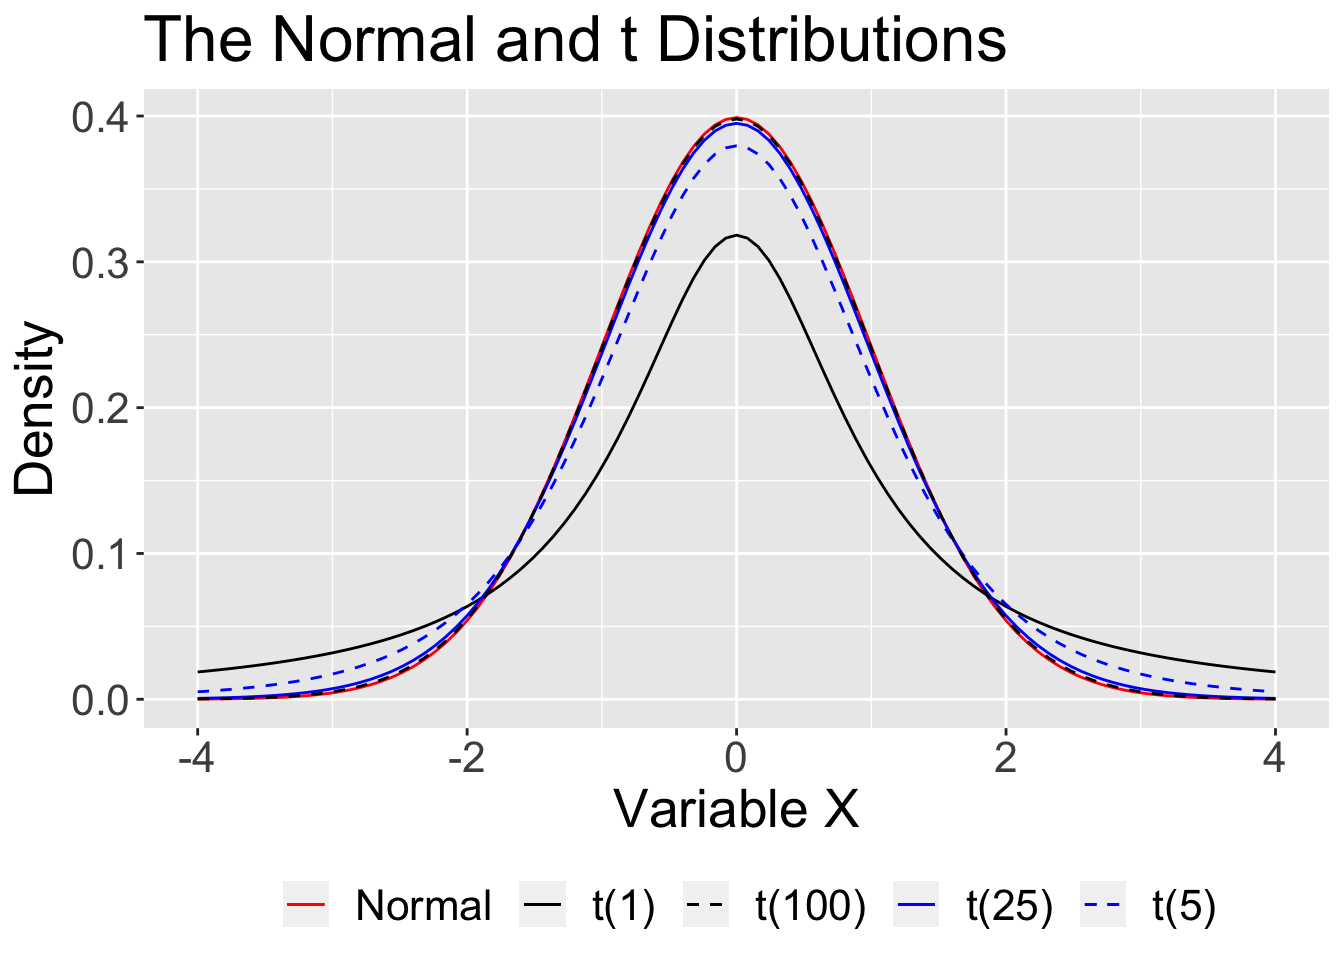 The Normal and t Distributions
0.4
0.3
0.2
0.1
0.0
Density
-4 -2 0 2 4
Variable X
Normal t(1) t(100) t(25) t(5)